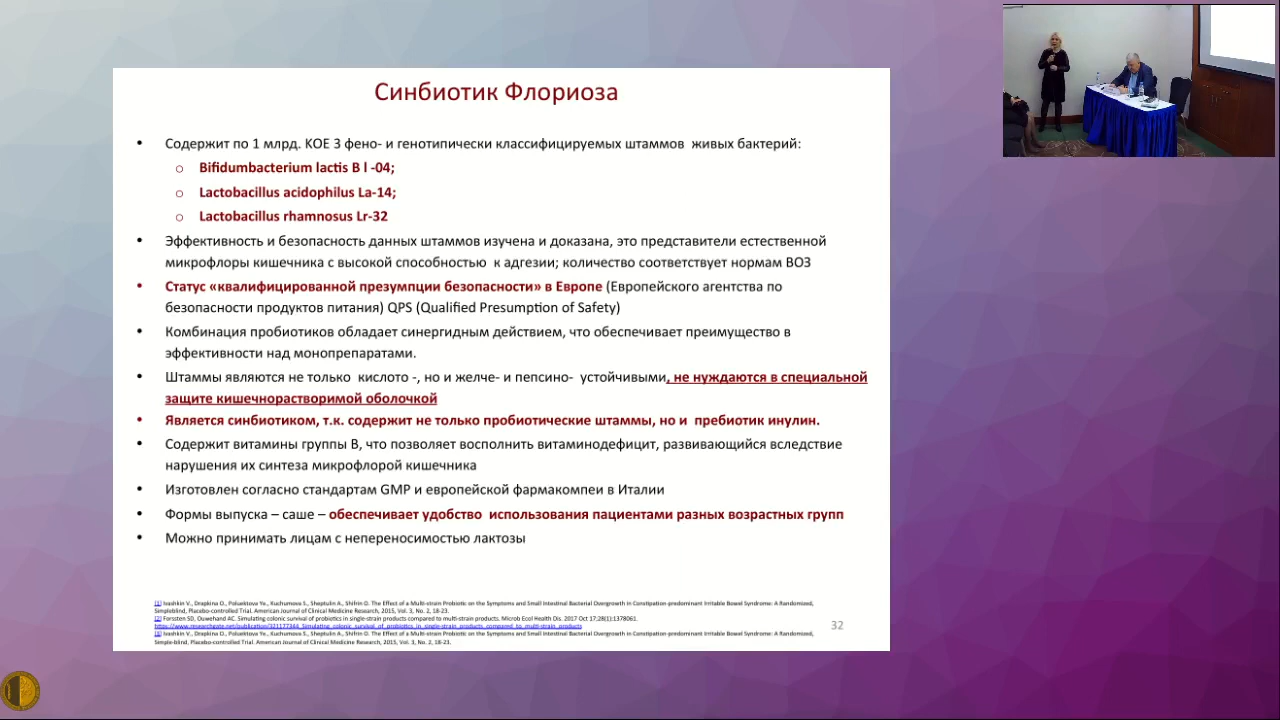 Синбиотик Флориоза
• Содержит по 1 млрд. КОЕ 3 фено- и генотипически классифицируемых штаммов живых бактерий:
o Bifidumbacterium lactis B l -04;
o Lactobacillus acidophilus La-14;
o Lactobacillus rhamnosus Lr-32
• Эффективность и безопасность данных штаммов изучена и доказана, это представители естественной
микрофлоры кишечника с высокой способностью к адгезии; количество соответствует нормам ВОЗ
• Статус «квалифицированной презумпции безопасности» в Европе (Европейского агентства по
безопасности продуктов питания) QPS (Qualified Presumption of Safety)
• Комбинация пробиотиков обладает синергидным действием, что обеспечивает преимущество в
эффективности над монопрепаратами.
• Штаммы являются не только кислото -, но и желче- и пепсино- устойчивыми, не нуждаются в специальной
защите кишечнорастворимой оболочкой
• Является синбиотиком, т.к. содержит не только пробиотические штаммы, но и пребиотик инулин.
• Содержит витамины группы В, что позволяет восполнить витаминодефицит, развивающийся вследствие
нарушения их синтеза микрофлорой кишечника
• Изготовлен согласно стандартам GMP и европейской фармакомпеи в Италии
• Формы выпуска – саше – обеспечивает удобство использования пациентами разных возрастных групп
• Можно принимать лицам с непереносимостью лактозы
[1] Ivashkin V., Drapkina O., Poluektova Ye., Kuchumova S., Sheptulin A., Shifrin O. The Effect of a Multi-strain Probiotic on the Symptoms and Small Intestinal Bacterial Overgrowth in Constipation-predominant Irritable Bowel Syndrome: A Randomized,
Simpleblind, Placebo-controlled Trial. American Journal of Clinical Medicine Research, 2015, Vol. 3, No. 2, 18-23.
[2] Forssten SD, Ouwehand AC. Simulating colonic survival of probiotics in single-strain products compared to multi-strain products. Microb Ecol Health Dis. 2017 Oct 17;28(1):1378061.
https://www.researchgate.net/publication/321177344_Simulating_colonic_survival_of_probiotics_in_single-strain_products_compared_to_multi-strain_products
[3] Ivashkin V., Drapkina O., Poluektova Ye., Kuchumova S., Sheptulin A., Shifrin O. The Effect of a Multi-strain Probiotic on the Symptoms and Small Intestinal Bacterial Overgrowth in Constipation-predominant Irritable Bowel Syndrome: A Randomized,
Simple-blind, Placebo-controlled Trial. American Journal of Clinical Medicine Research, 2015, Vol. 3, No. 2, 18-23.
32